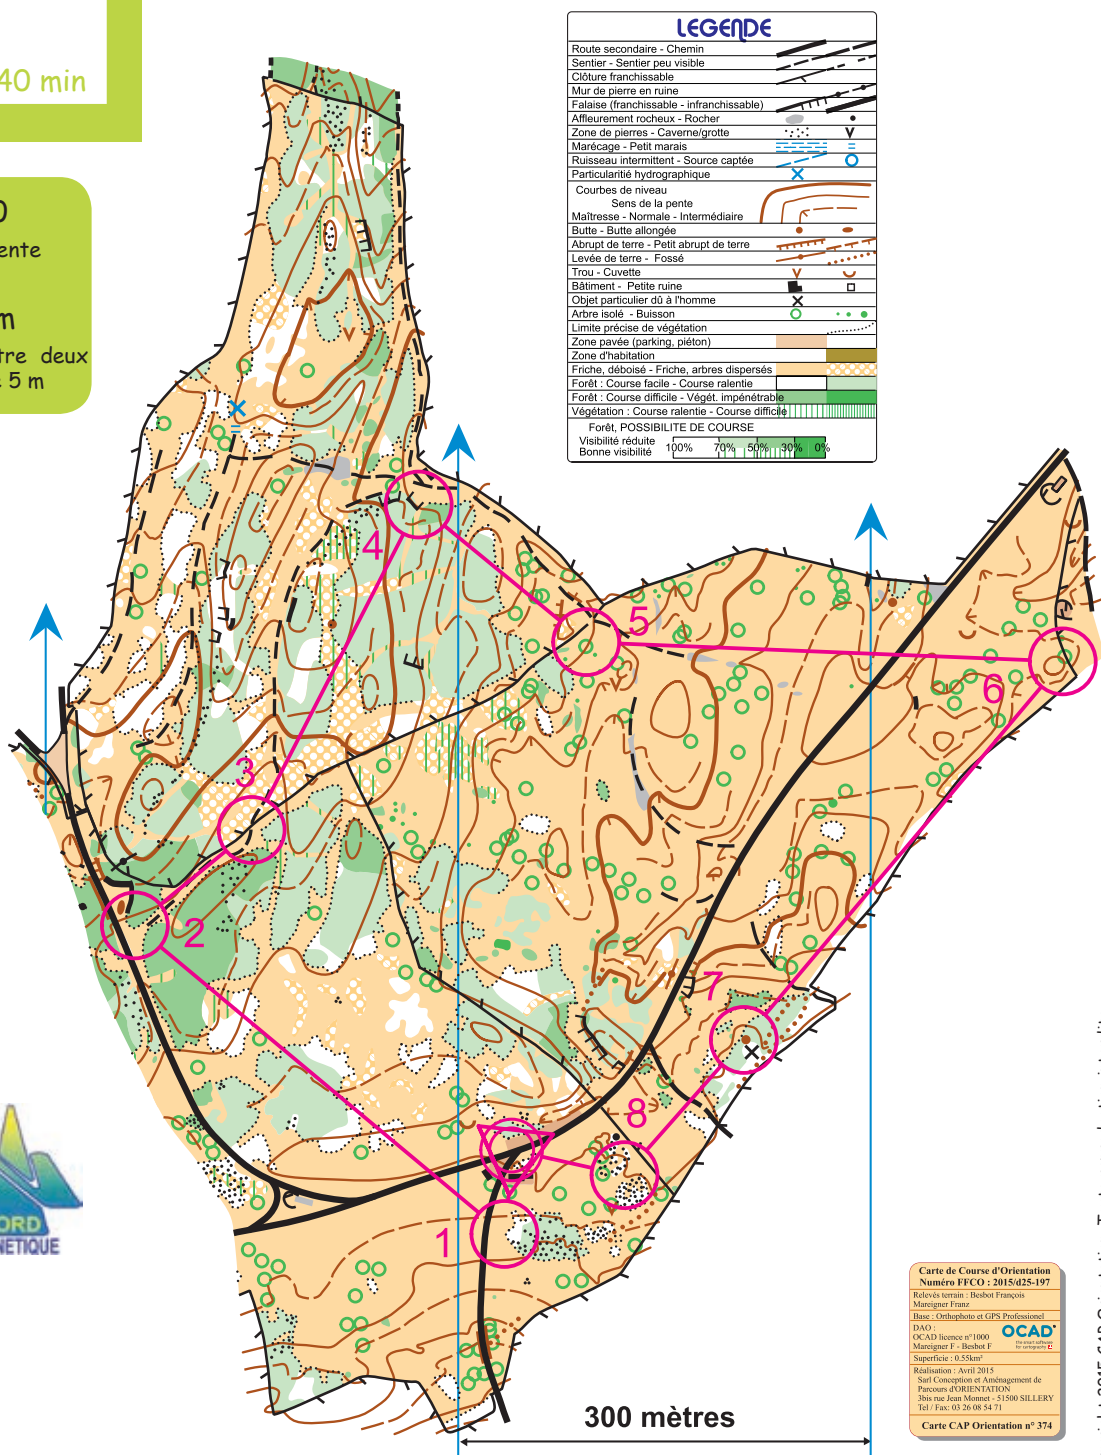 40 min
0
ente
m
tre deux
e 5 m
LEGENDE
Route secondaire - Chemin
Sentier - Sentier peu visible
Clôture franchissable
Mur de pierre en ruine
Falaise (franchissable - infranchissable)
Affleurement rocheux - Rocher
Zone de pierres - Caverne/grotte
Marécage - Petit marais
Ruisseau intermittent - Source captée
Particularitié hydrographique
Courbes de niveau
Sens de la pente
Maîtresse - Normale - Intermédiaire
Butte - Butte allongée
Abrupt de terre - Petit abrupt de terre
Levée de terre - Fossé
Trou - Cuvette
Bâtiment - Petite ruine
Objet particulier dû à l'homme
Arbre isolé - Buisson
Limite précise de végétation
Zone pavée (parking, piéton)
Zone d'habitation
Friche, déboisé - Friche, arbres dispersés
Forêt : Course facile - Course ralentie
Forêt : Course difficile - Végét. impénétrable
Végétation : Course ralentie - Course difficile
Forêt, POSSIBILITE DE COURSE
Visibilité réduite
Bonne visibilité
100% 70% 50% 30% 0%
4
5
6
3
2
7
8
1
ORD
NETIQUE
300 mètres
Carte de Course d'Orientation
Numéro FFCO : 2015/d25-197
Relevés terrain : Besbot François
Mareigner Franz
Base : Orthophoto et GPS Professionel
DAO :
OCAD licence n°1000
Mareigner F - Besbot F
OCAD
the smart software
for cartography
Superficie : 0.55km²
Réalisation : Avril 2015
Sarl Conception et Aménagement de
Parcours d'ORIENTATION
3bis rue Jean Monnet - 51500 SILLERY
Tel / Fax: 03 26 08 54 71
Carte CAP Orientation n° 374